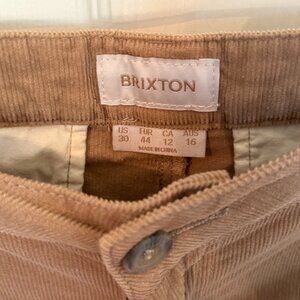 BRIXTON
US EUR CA AUS
30 44 12 16
MADE IN CHINA